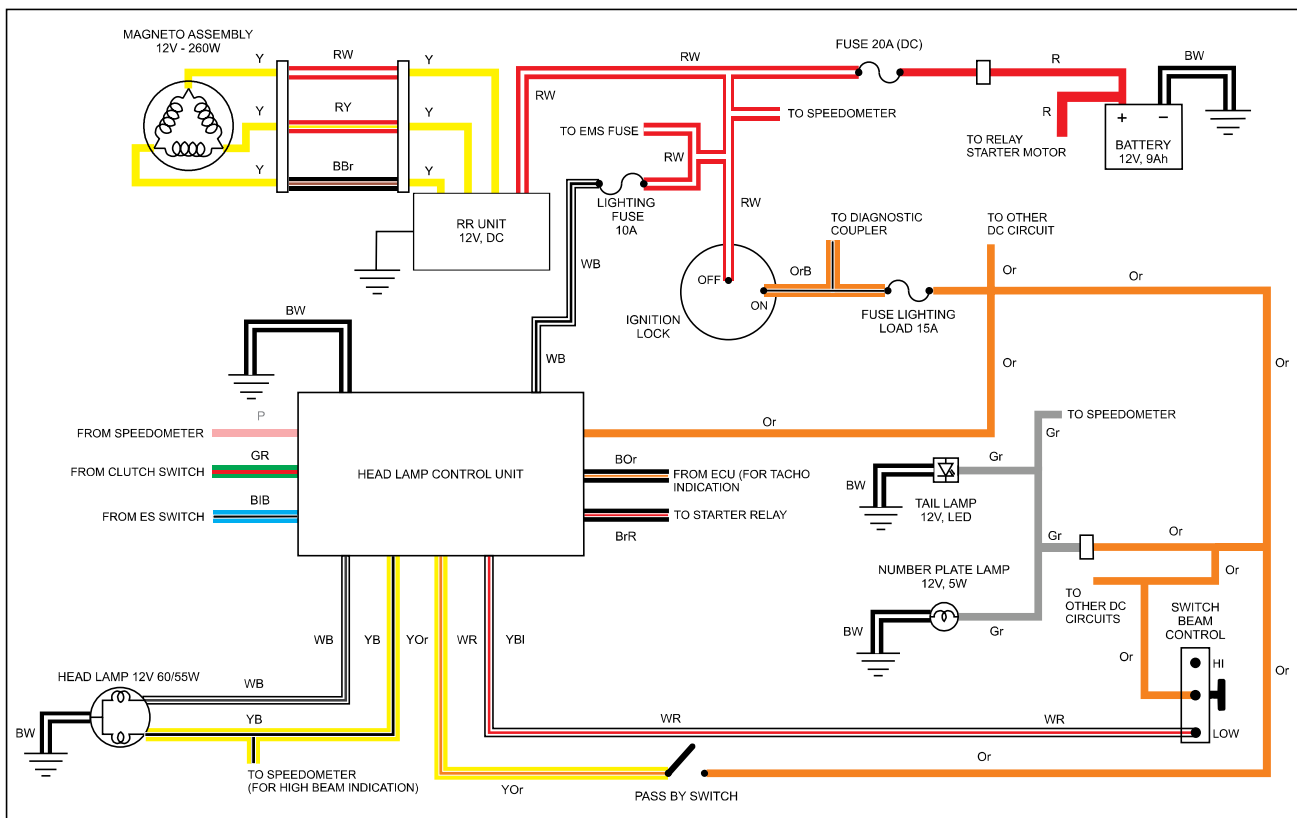 MAGNETO ASSEMBLY
12V - 260W
Y
RW
Y
Y
RY
Y
Y
BBr
Y
RW
RW
FUSE 20A (DC)
R
BW
R
TO SPEEDOMETER
TO EMS FUSE
RW
TO RELAY
STARTER MOTOR
+
−
BATTERY
12V, 9Ah
LIGHTING
FUSE
10A
RW
RR UNIT
12V, DC
WB
TO DIAGNOSTIC
COUPLER
TO OTHER
DC CIRCUIT
OFF
OrB
Or
Or
ON
IGNITION
LOCK
FUSE LIGHTING
LOAD 15A
BW
WB
Or
Or
P
FROM SPEEDOMETER
Or
TO SPEEDOMETER
Gr
GR
FROM CLUTCH SWITCH
HEAD LAMP CONTROL UNIT
BOr
FROM ECU (FOR TACHO
INDICATION
Gr
BW
BIB
FROM ES SWITCH
TO STARTER RELAY
BrR
TAIL LAMP
12V, LED
Gr
Or
Or
NUMBER PLATE LAMP
12V, 5W
TO
OTHER DC
CIRCUITS
SWITCH
BEAM
CONTROL
BW
Gr
WB
YB
YOr
WR
YBI
Or
HI
Or
HEAD LAMP 12V 60/55W
WB
YB
BW
WR
WR
LOW
TO SPEEDOMETER
(FOR HIGH BEAM INDICATION)
Or
YOr
PASS BY SWITCH